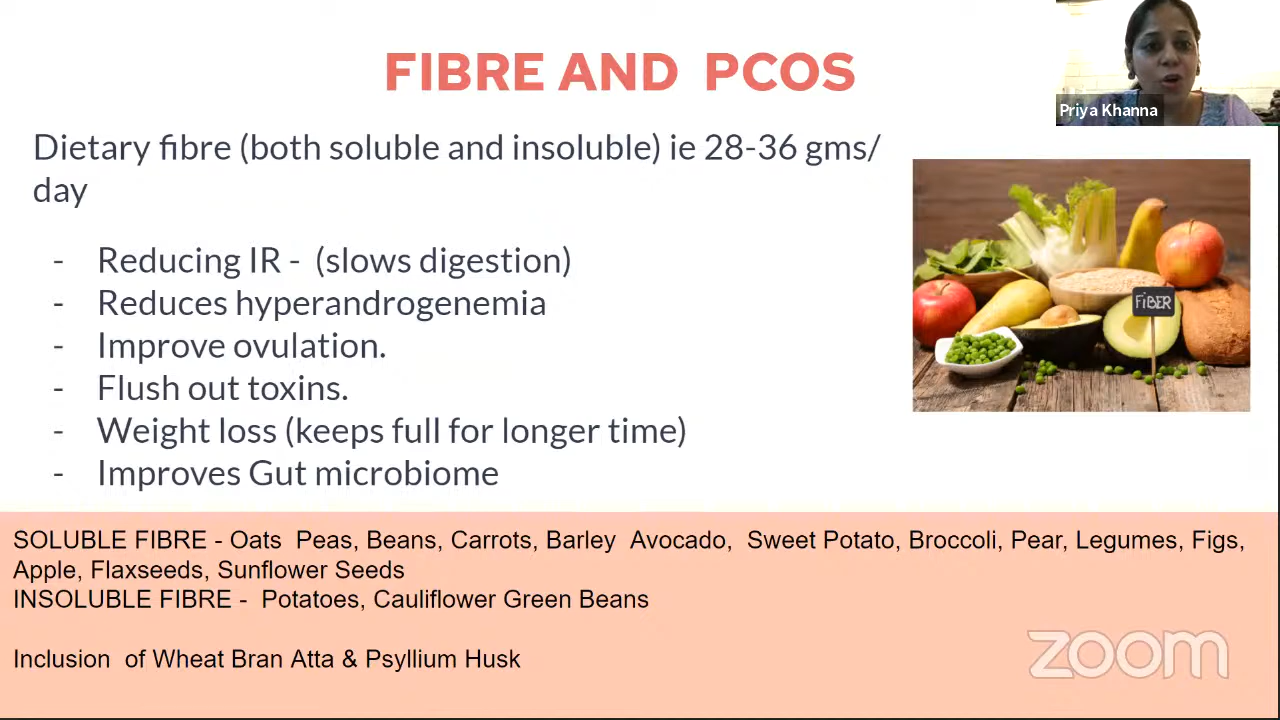 FIBRE AND PCOS
Priya Khanna
Dietary fibre (both soluble and insoluble) ie 28-36 gms/
day
- Reducing IR - (slows digestion)
- Reduces hyperandrogenemia
- Improve ovulation.
- Flush out toxins.
- Weight loss (keeps full for longer time)
- Improves Gut microbiome
FiBER
SOLUBLE FIBRE - Oats Peas, Beans, Carrots, Barley Avocado, Sweet Potato, Broccoli, Pear, Legumes, Figs,
Apple, Flaxseeds, Sunflower Seeds
INSOLUBLE FIBRE - Potatoes, Cauliflower Green Beans
Inclusion of Wheat Bran Atta & Psyllium Husk
zoom